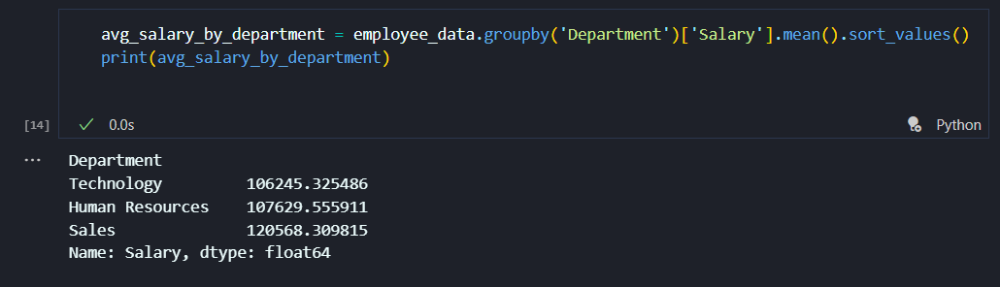 avg_salary_by_department = employee_data.groupby('Department')['Salary'].mean().sort_values()
print(avg_salary_by_department)
[14] 0.0s Python
... Department
Technology 106245.325486
Human Resources 107629.555911
Sales 120568.309815
Name: Salary, dtype: float64